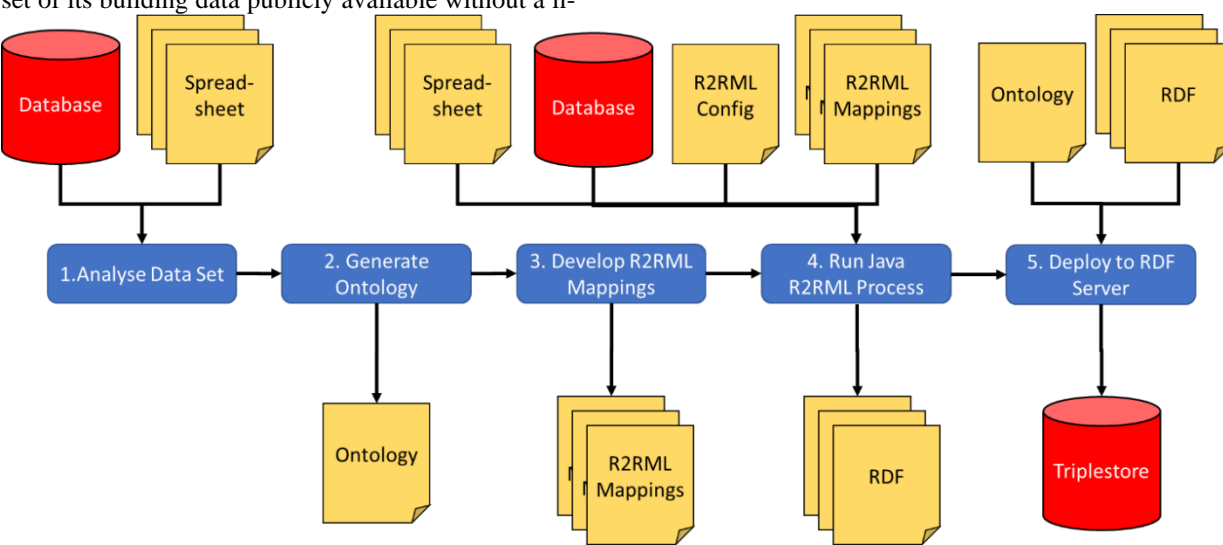 set of its building data publicly available without a li-
Database
Spread-
sheet
Spread-
sheet
Database
R2RML
Config
R2RML
Mappings
Ontology
RDF
1.Analyse Data Set
2. Generate
Ontology
3. Develop R2RML
Mappings
4. Run Java
R2RML Process
5. Deploy to RDF
Server
Ontology
R2RML
Mappings
RDF
Triplestore